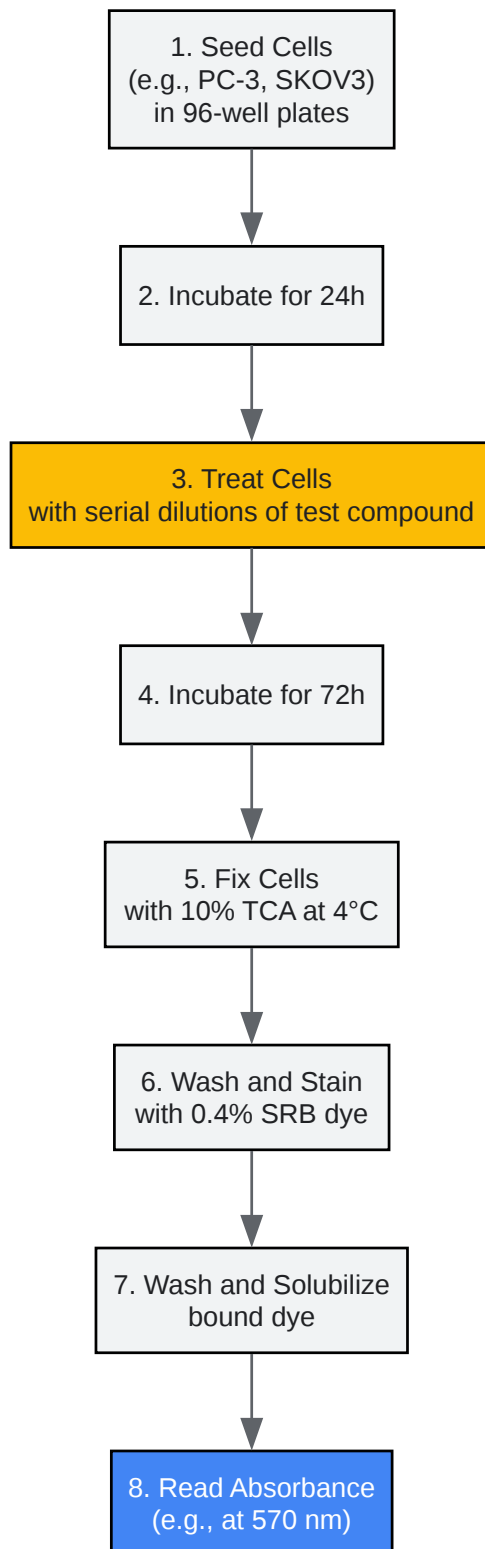 1. Seed Cells
(e.g., PC-3, SKOV3)
in 96-well plates
2. Incubate for 24h
3. Treat Cells
with serial dilutions of test compound
4. Incubate for 72h
5. Fix Cells
with 10% TCA at 4°C
6. Wash and Stain
with 0.4% SRB dye
7. Wash and Solubilize
bound dye
8. Read Absorbance
(e.g., at 570 nm)